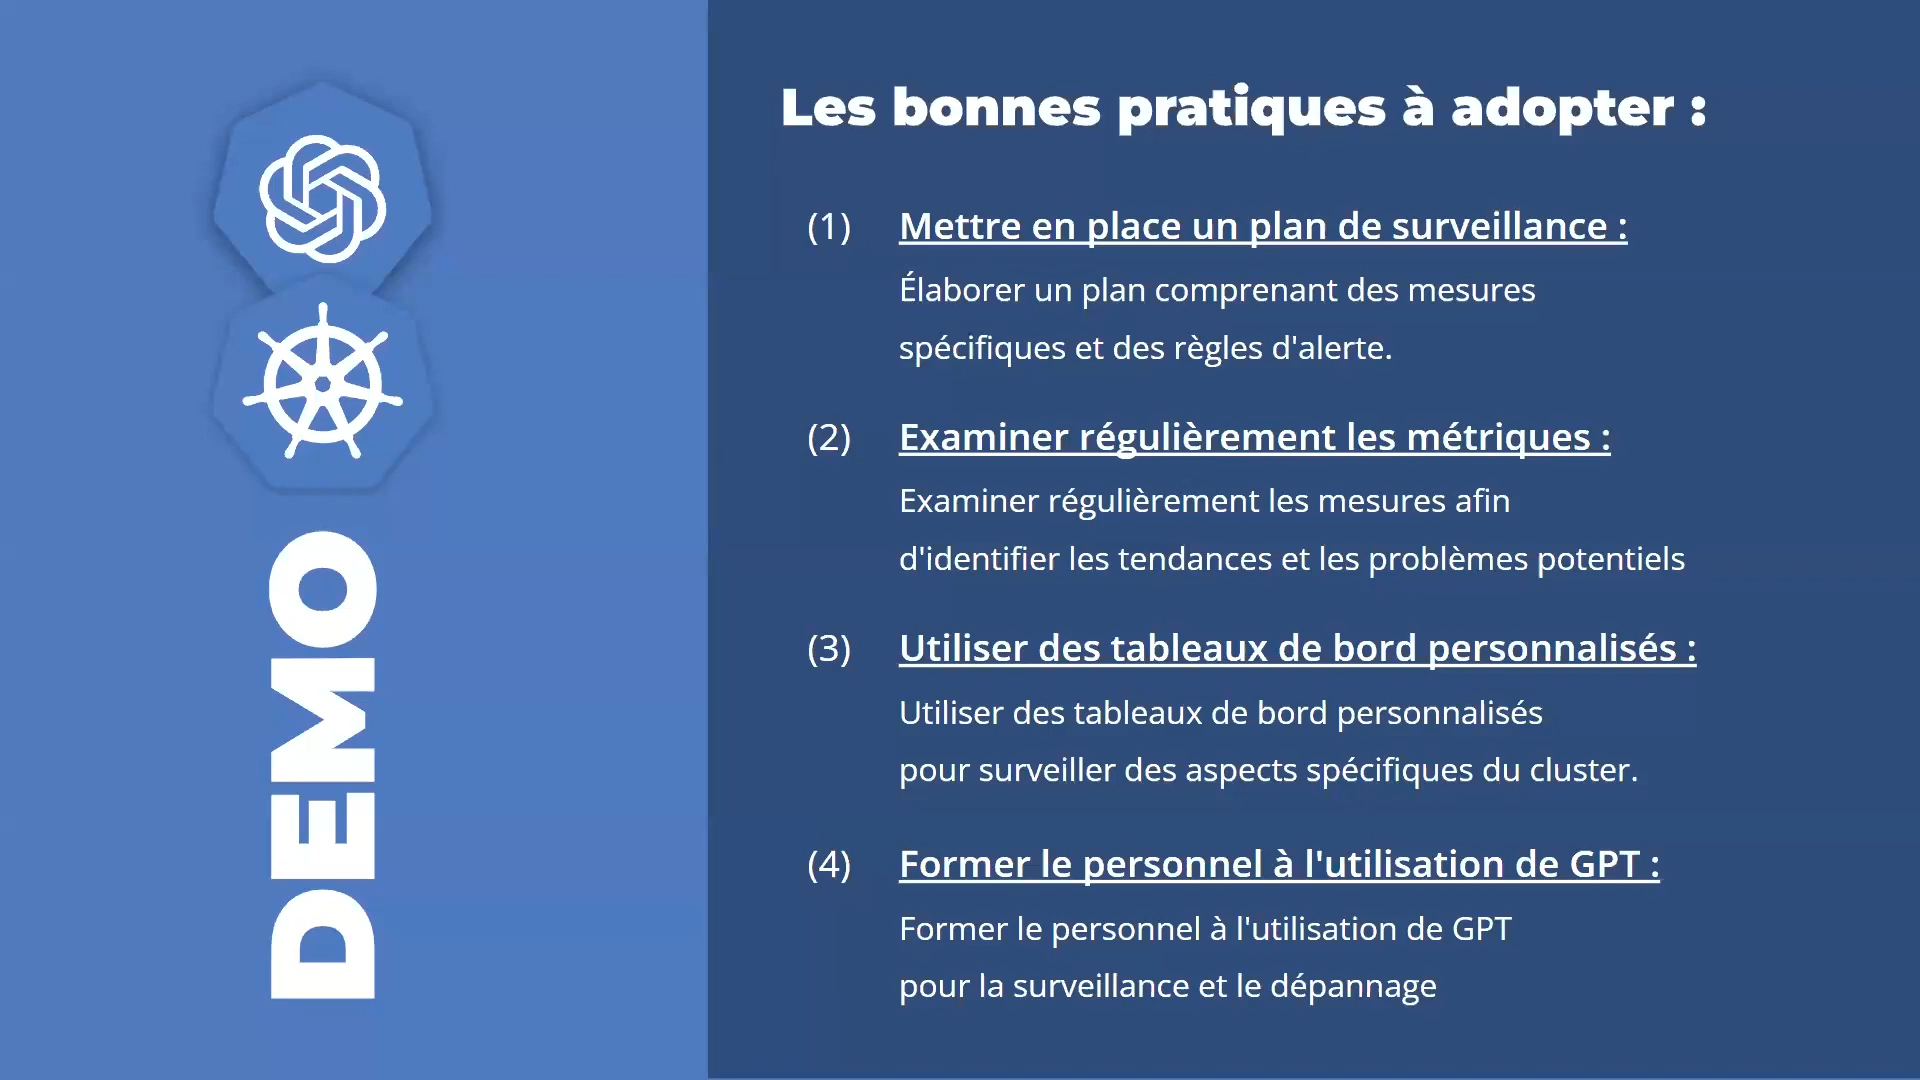 DEMO
Les bonnes pratiques à adopter :
(1) Mettre en place un plan de surveillance :
Élaborer un plan comprenant des mesures
spécifiques et des règles d'alerte.
(2) Examiner régulièrement les métriques :
Examiner régulièrement les mesures afin
d'identifier les tendances et les problèmes potentiels
(3) Utiliser des tableaux de bord personnalisés :
Utiliser des tableaux de bord personnalisés
pour surveiller des aspects spécifiques du cluster.
(4) Former le personnel à l'utilisation de GPT :
Former le personnel à l'utilisation de GPT
pour la surveillance et le dépannage